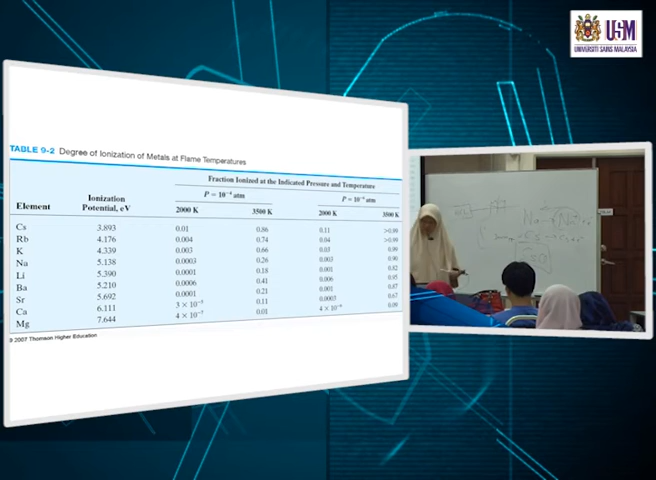 USM
UNIVERSITI SAINS MALAYSIA
TABLE 9-2 Degree of Ionization of Metals at Flame Temperatures
Fraction Ionized at the Indicated Pressure and Temperature
P = 10⁻⁴ atm P = 10⁻⁶ atm
Element Ionization Potential, eV 2000 K 3500 K 2000 K 3500 K
Cs 3.893 0.01 0.86 0.11 >0.99
Rb 4.176 0.004 0.74 0.04 >0.99
K 4.339 0.003 0.66 0.03 0.99
Na 5.138 0.0003 0.26 0.003 0.90
Li 5.390 0.0001 0.18 0.001 0.82
Ba 5.210 0.0006 0.41 0.006 0.95
Sr 5.692 0.0001 0.21 0.001 0.87
Ca 6.111 3 × 10⁻⁵ 0.11 0.0003 0.67
Mg 7.644 4 × 10⁻⁷ 0.01 4 × 10⁻⁶ 0.09
© 2007 Thomson Higher Education
Na